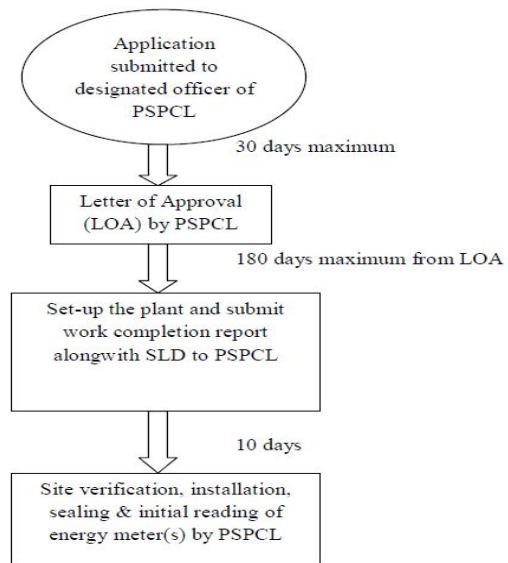 Application
submitted to
designated officer of
PSPCL
30 days maximum
Letter of Approval
(LOA) by PSPCL
180 days maximum from LOA
Set-up the plant and submit
work completion report
alongwith SLD to PSPCL
10 days
Site verification, installation,
sealing & initial reading of
energy meter(s) by PSPCL